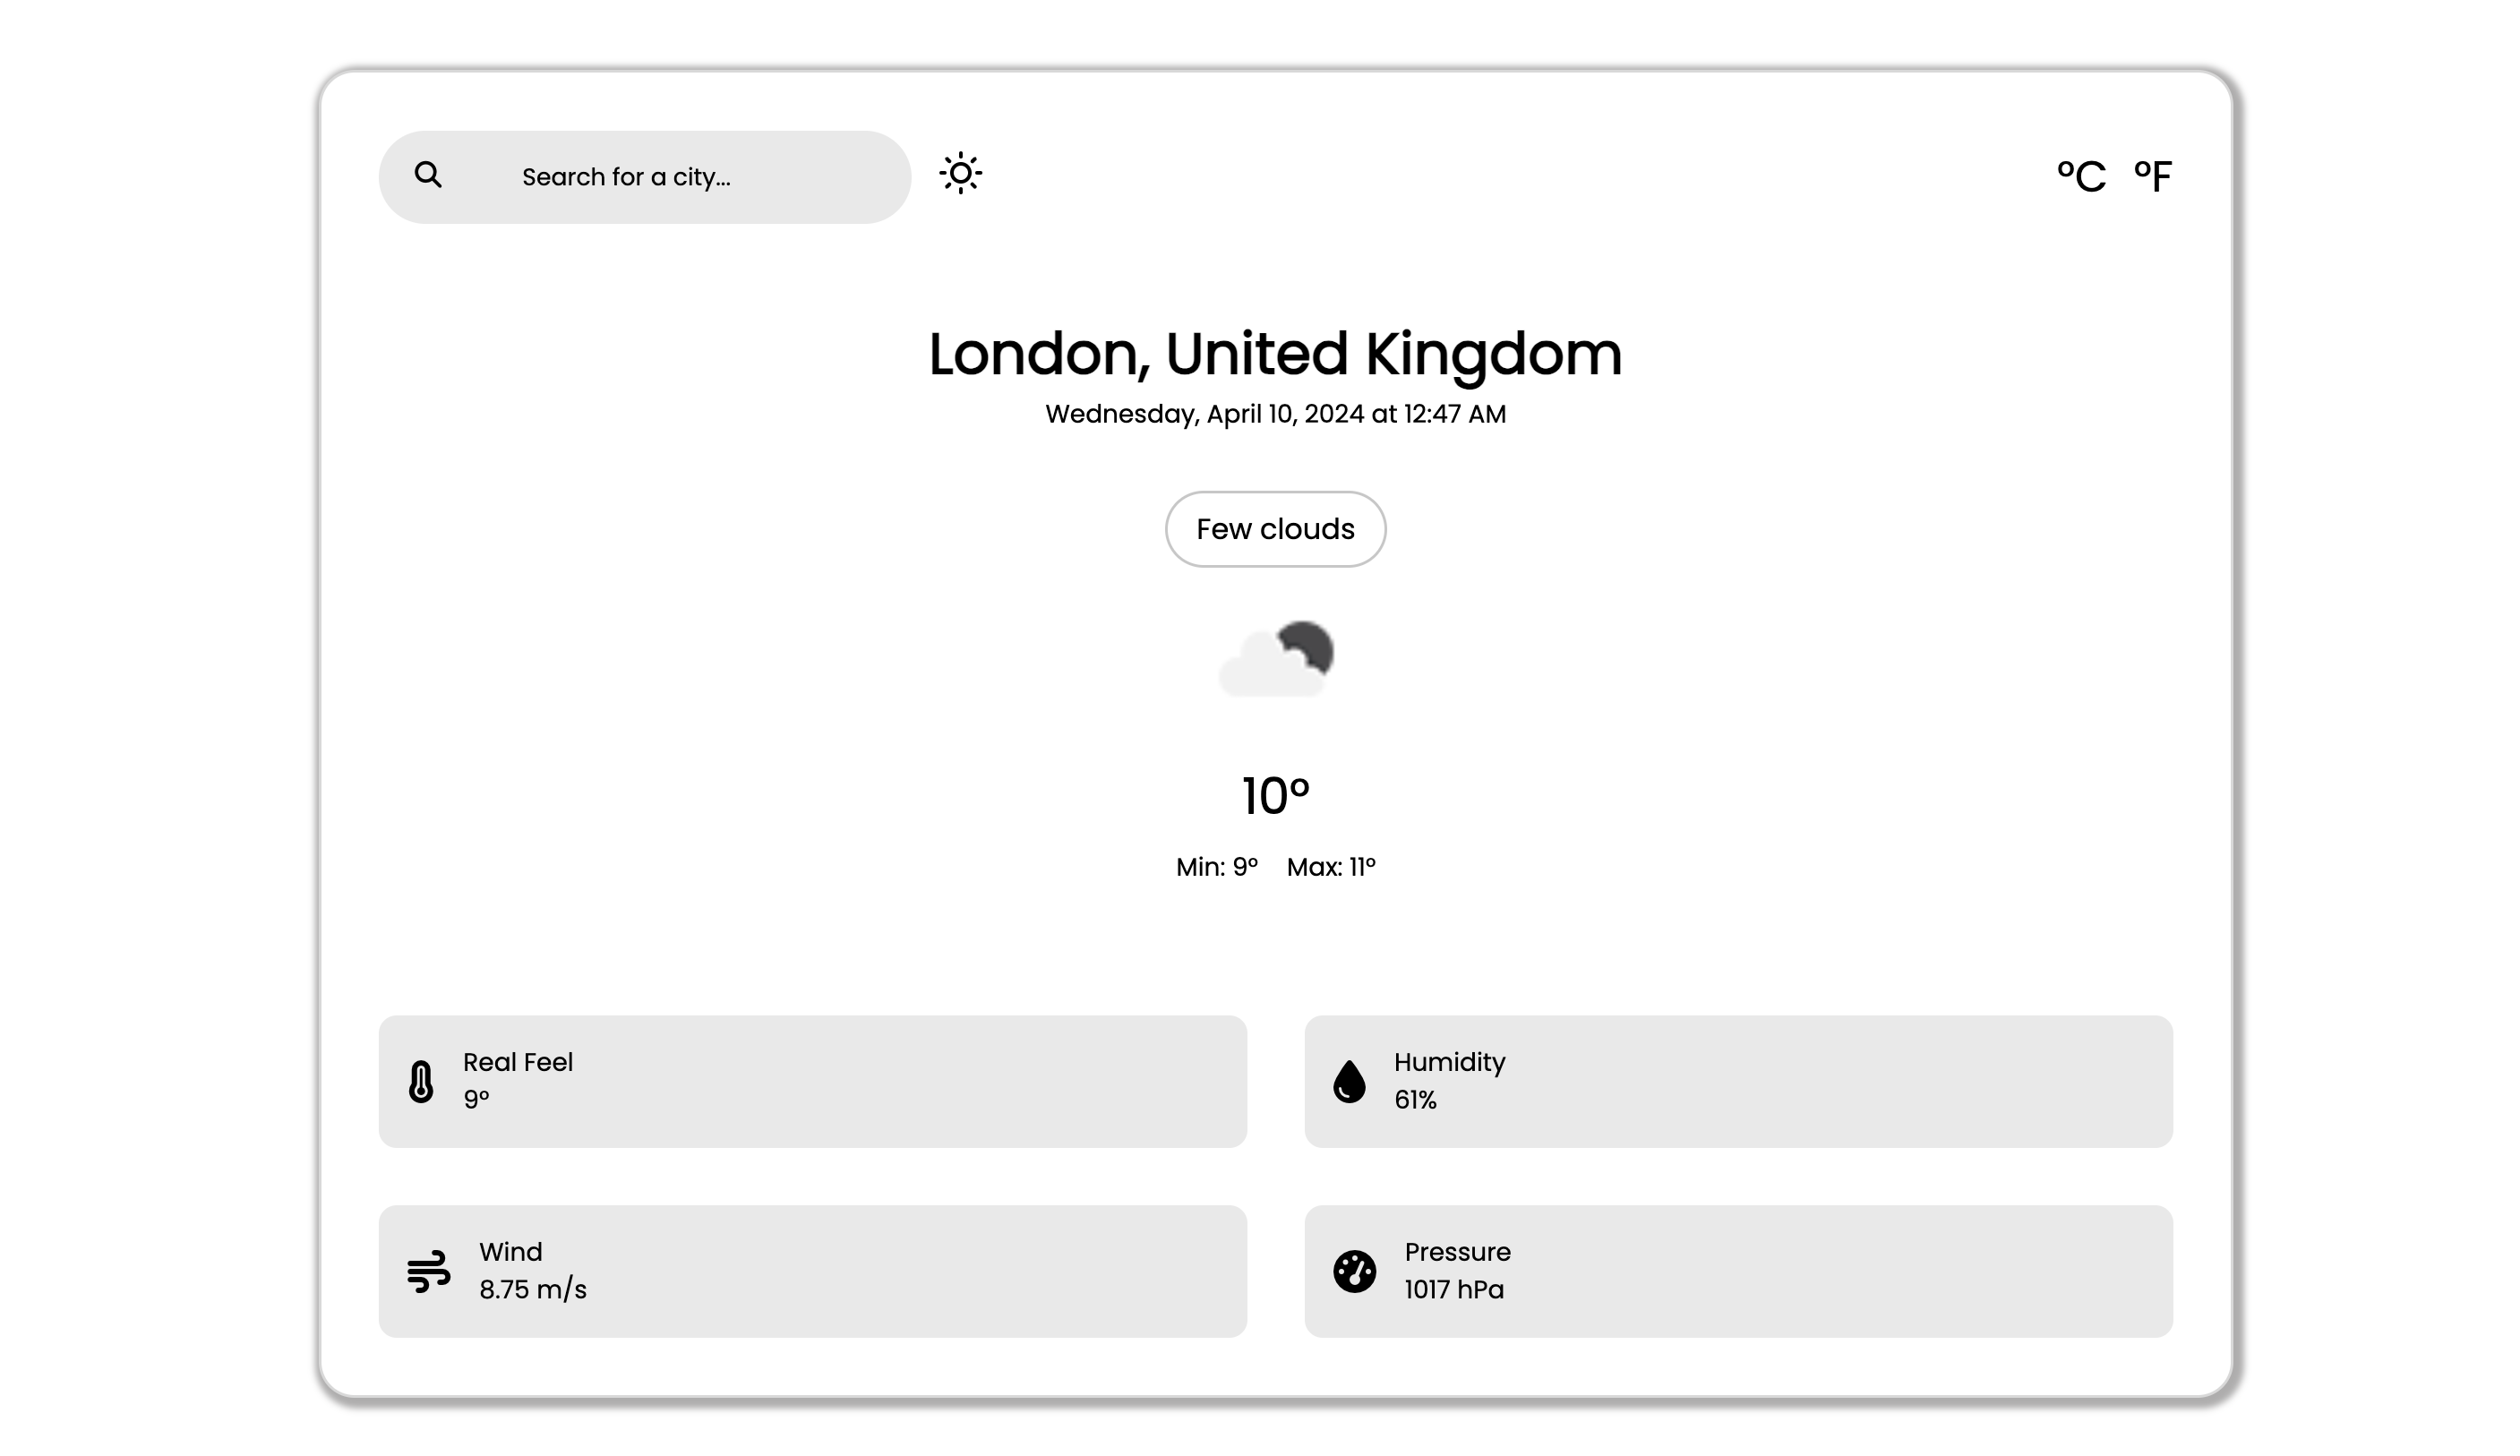 Search for a city...
°C °F
London, United Kingdom
Wednesday, April 10, 2024 at 12:47 AM
Few clouds
10°
Min: 9° Max: 11°
Real Feel
9°
Humidity
61%
Wind
8.75 m/s
Pressure
1017 hPa